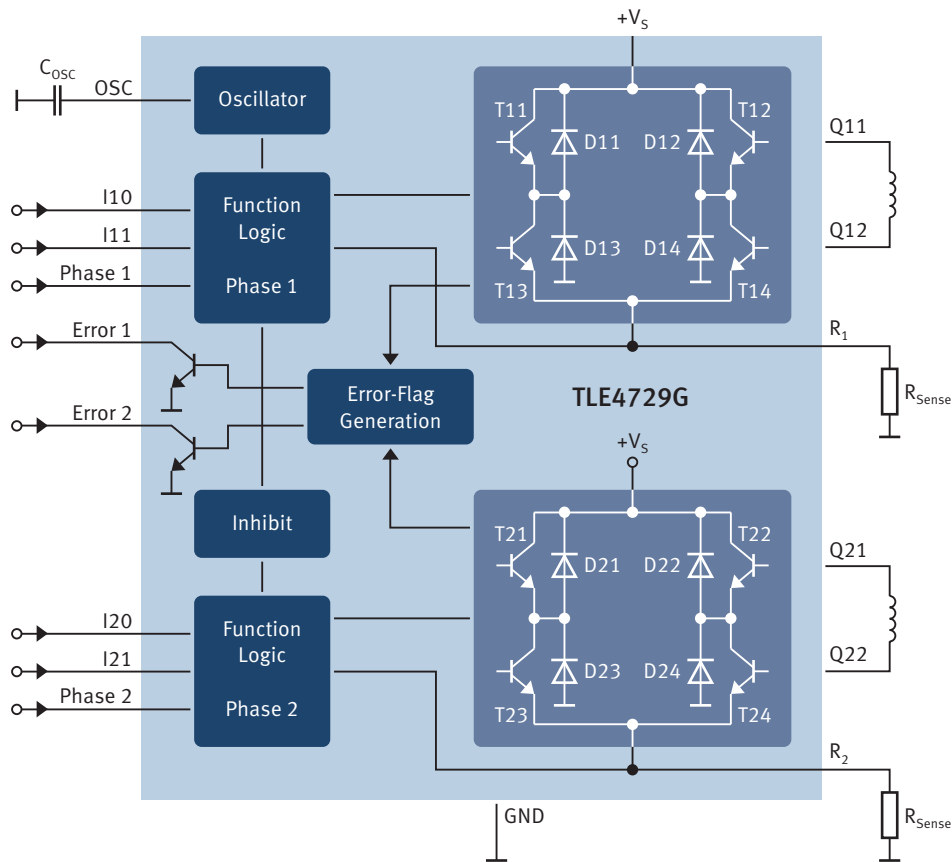 +VS
COSC
OSC
Oscillator
T11
T12
D11
D12
Q11
I10
Function
Logic
Phase 1
I11
Q12
D13
D14
Phase 1
T13
T14
Error 1
R1
Error-Flag
Generation
TLE4729G
RSense
Error 2
+VS
Inhibit
T21
T22
D21
D22
Q21
I20
Function
Logic
Phase 2
I21
Q22
D23
D24
Phase 2
T23
T24
R2
GND
RSense